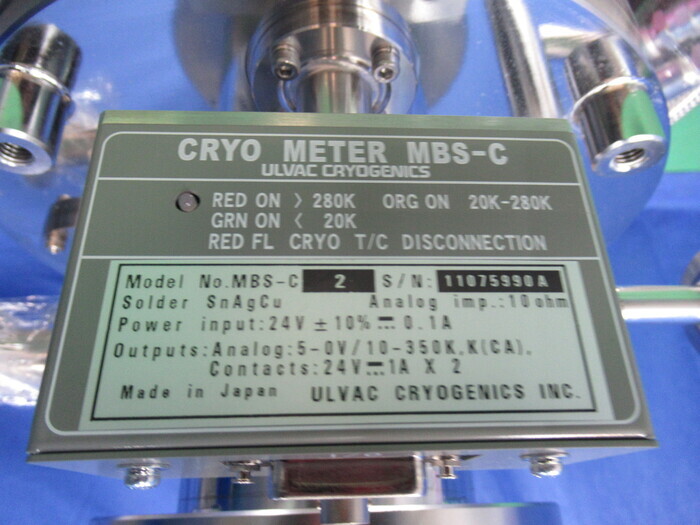 CRYO METER MBS-C
ULVAC CRYOGENICS
RED ON > 280K ORG ON 20K-280K
GRN ON < 20K
RED FL CRYO T/C DISCONNECTION
Model No.MBS-C 2 S/N: 11075990A
Solder SnAgCu Analog imp.:10ohm
Power input:24V ±10% ⎓ 0.1A
Outputs:Analog:5-0V/10-350K,K(CA),
Contacts:24V⎓1A X 2
Made in Japan ULVAC CRYOGENICS INC.